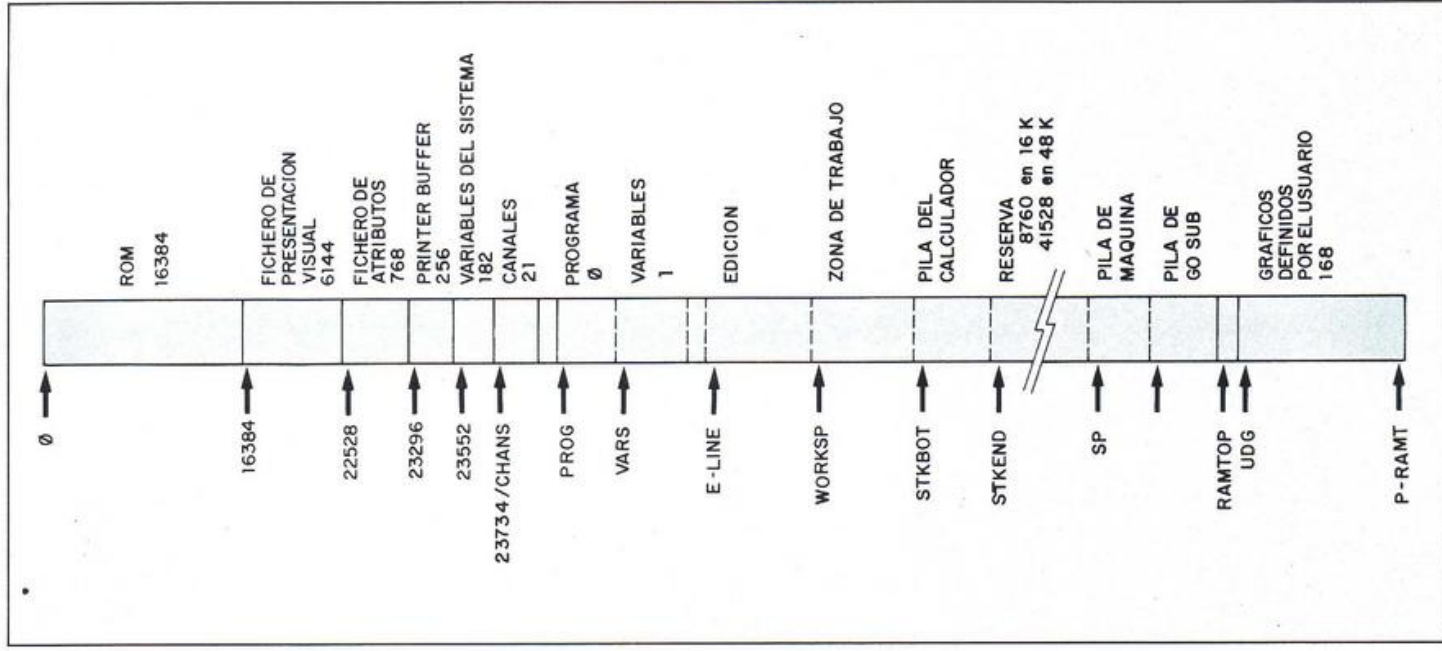 ROM
16384
FICHERO DE
PRESENTACION
VISUAL
6144
FICHERO DE
ATRIBUTOS
768
PRINTER BUFFER
256
VARIABLES DEL SISTEMA
182
CANALES
21
PROGRAMA
Ø
VARIABLES
1
EDICION
ZONA DE TRABAJO
PILA DEL
CALCULADOR
RESERVA
8760 en 16 K
41528 en 48 K
PILA DE
MAQUINA
PILA DE
GO SUB
GRAFICOS
DEFINIDOS
POR EL USUARIO
168
Ø
16384
22528
23296
23552
23734/CHANS
PROG
VARS
E-LINE
WORKSP
STKBOT
STKEND
SP
RAMTOP
UDG
P-RAMT